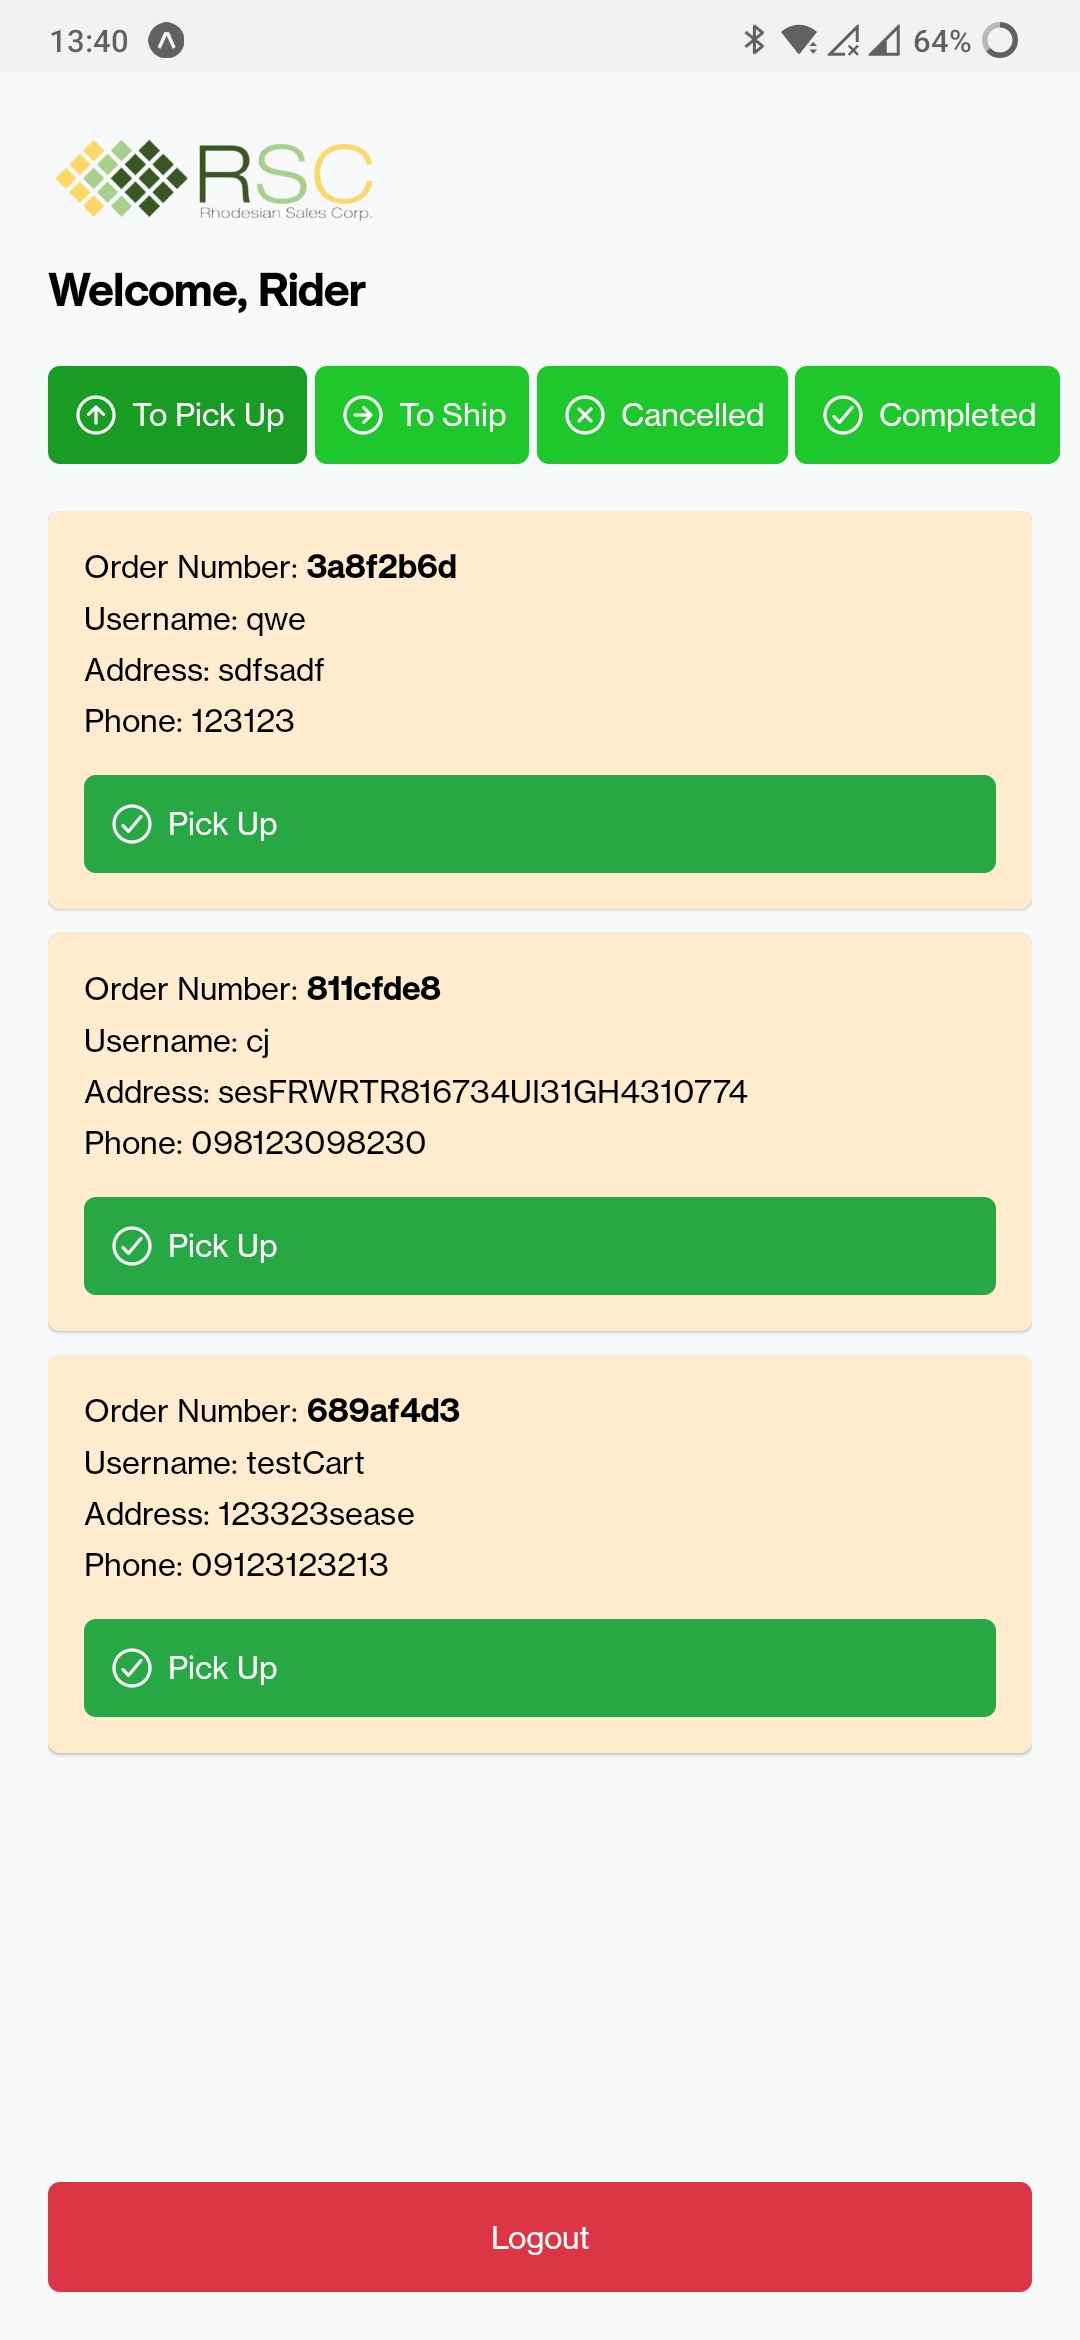 13:40 64%
RSC
Rhodesian Sales Corp.
Welcome, Rider
To Pick Up To Ship Cancelled Completed
Order Number: 3a8f2b6d
Username: qwe
Address: sdfsadf
Phone: 123123
Pick Up
Order Number: 811cfde8
Username: cj
Address: sesFRWRTR816734UI31GH4310774
Phone: 098123098230
Pick Up
Order Number: 689af4d3
Username: testCart
Address: 123323sease
Phone: 09123123213
Pick Up
Logout